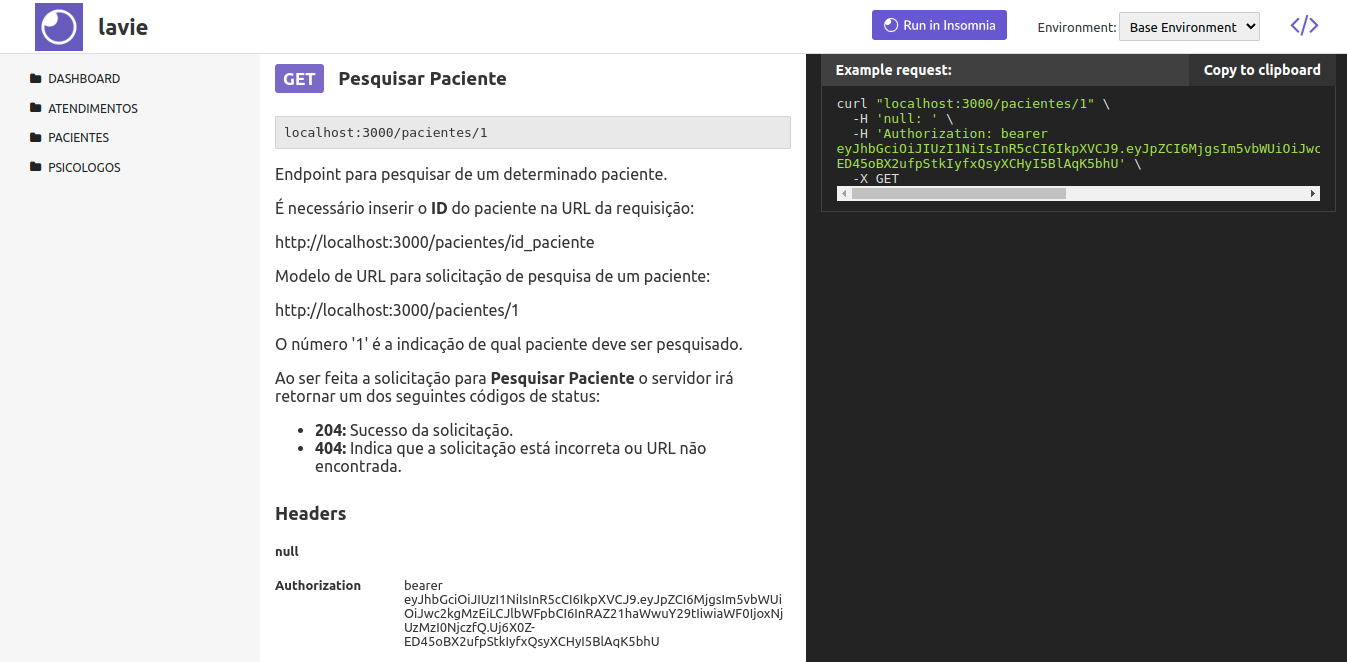 lavie
Run in Insomnia
Environment: Base Environment
</>
DASHBOARD
ATENDIMENTOS
PACIENTES
PSICOLOGOS
GET Pesquisar Paciente
localhost:3000/pacientes/1
Endpoint para pesquisar de um determinado paciente.
É necessário inserir o ID do paciente na URL da requisição:
http://localhost:3000/pacientes/id_paciente
Modelo de URL para solicitação de pesquisa de um paciente:
http://localhost:3000/pacientes/1
O número '1' é a indicação de qual paciente deve ser pesquisado.
Ao ser feita a solicitação para Pesquisar Paciente o servidor irá
retornar um dos seguintes códigos de status:
• 204: Sucesso da solicitação.
• 404: Indica que a solicitação está incorreta ou URL não
encontrada.
Headers
null
Authorization bearer
eyJhbGciOiJIUzI1NiIsInR5cCI6IkpXVCJ9.eyJpZCI6MjgsIm5vbWUi
OiJwc2kgMzEiLCJlbWFpbCI6InRAZ21haWwuY29tIiwiaWF0IjoxNj
UzMzI0NjczfQ.Uj6X0Z-
ED45oBX2ufpStkIyfxQsyXCHyI5BlAqK5bhU
Example request:
Copy to clipboard
curl "localhost:3000/pacientes/1" \
-H 'null: ' \
-H 'Authorization: bearer
eyJhbGciOiJIUzI1NiIsInR5cCI6IkpXVCJ9.eyJpZCI6MjgsIm5vbWUiOiJwc
ED45oBX2ufpStkIyfxQsyXCHyI5BlAqK5bhU' \
-X GET